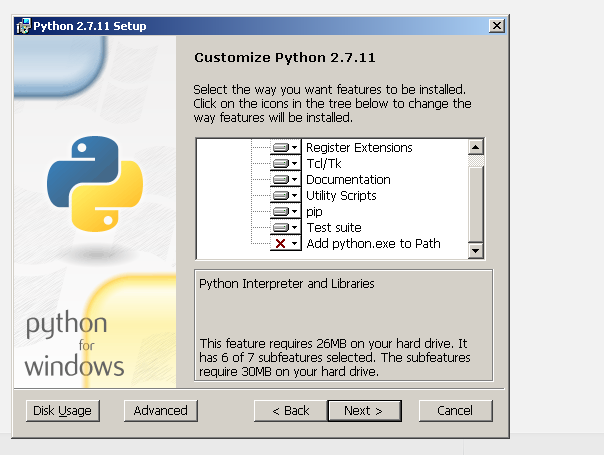 Python 2.7.11 Setup
Customize Python 2.7.11
Select the way you want features to be installed.
Click on the icons in the tree below to change the
way features will be installed.
Register Extensions
Tcl/Tk
Documentation
Utility Scripts
pip
Test suite
Add python.exe to Path
Python Interpreter and Libraries
This feature requires 26MB on your hard drive. It
has 6 of 7 subfeatures selected. The subfeatures
require 30MB on your hard drive.
python
for
windows
Disk Usage
Advanced
< Back
Next >
Cancel